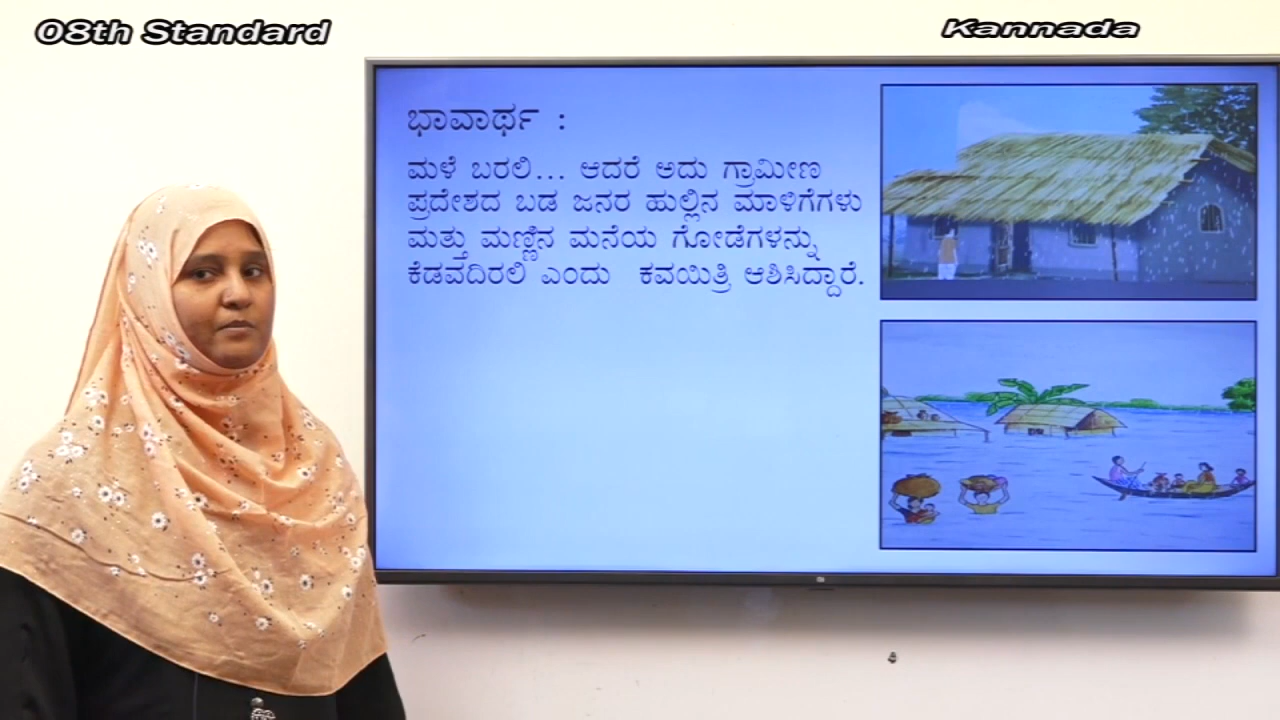 08th Standard
Kannada
ಭಾವಾರ್ಥ :
ಮಳೆ ಬರಲಿ... ಆದರೆ ಅದು ಗ್ರಾಮೀಣ
ಪ್ರದೇಶದ ಬಡ ಜನರ ಹುಲ್ಲಿನ ಮಾಳಿಗೆಗಳು
ಮತ್ತು ಮಣ್ಣಿನ ಮನೆಯ ಗೋಡೆಗಳನ್ನು
ಕೆಡವದಿರಲಿ ಎಂದು ಕವಯಿತ್ರಿ ಆಶಿಸಿದ್ದಾರೆ.